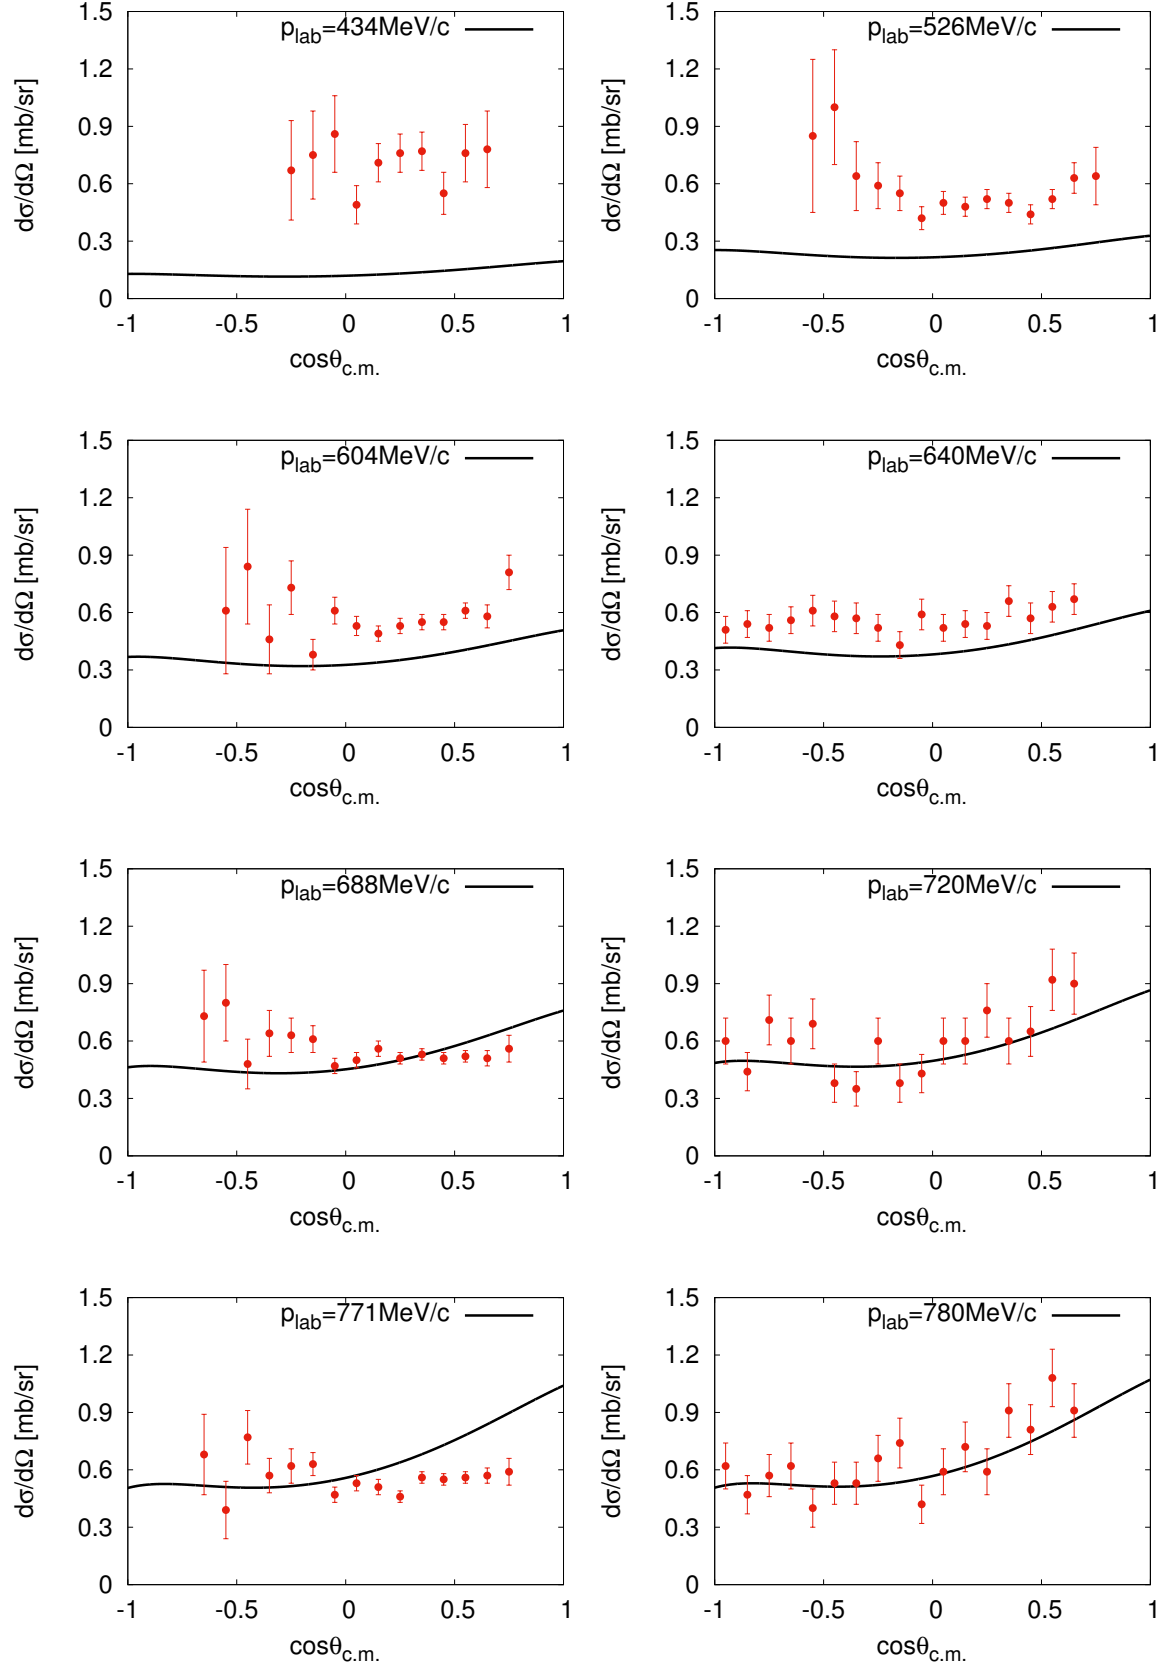 p_lab=434MeV/c
dσ/dΩ [mb/sr]
1.5
1.2
0.9
0.6
0.3
0
-1 -0.5 0 0.5 1
cosθ_c.m.
p_lab=526MeV/c
dσ/dΩ [mb/sr]
1.5
1.2
0.9
0.6
0.3
0
-1 -0.5 0 0.5 1
cosθ_c.m.
p_lab=604MeV/c
dσ/dΩ [mb/sr]
1.5
1.2
0.9
0.6
0.3
0
-1 -0.5 0 0.5 1
cosθ_c.m.
p_lab=640MeV/c
dσ/dΩ [mb/sr]
1.5
1.2
0.9
0.6
0.3
0
-1 -0.5 0 0.5 1
cosθ_c.m.
p_lab=688MeV/c
dσ/dΩ [mb/sr]
1.5
1.2
0.9
0.6
0.3
0
-1 -0.5 0 0.5 1
cosθ_c.m.
p_lab=720MeV/c
dσ/dΩ [mb/sr]
1.5
1.2
0.9
0.6
0.3
0
-1 -0.5 0 0.5 1
cosθ_c.m.
p_lab=771MeV/c
dσ/dΩ [mb/sr]
1.5
1.2
0.9
0.6
0.3
0
-1 -0.5 0 0.5 1
cosθ_c.m.
p_lab=780MeV/c
dσ/dΩ [mb/sr]
1.5
1.2
0.9
0.6
0.3
0
-1 -0.5 0 0.5 1
cosθ_c.m.